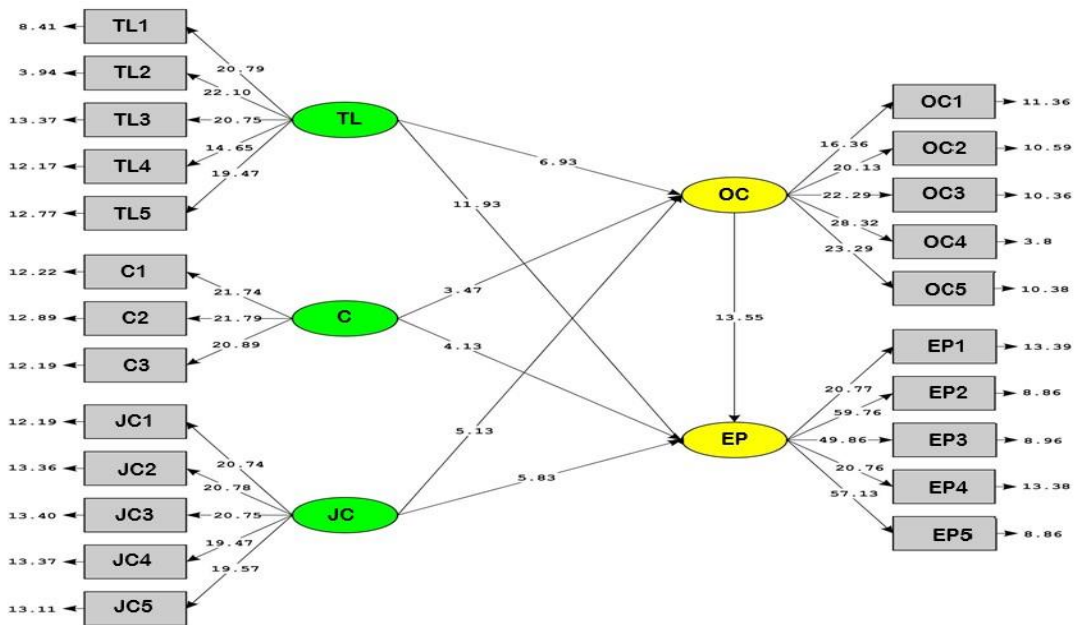 8.41 TL1
3.94 TL2
13.37 TL3
12.17 TL4
12.77 TL5
20.79
22.10
20.75
14.65
19.47
TL
12.22 C1
12.89 C2
12.19 C3
21.74
21.79
20.89
C
12.19 JC1
13.36 JC2
13.40 JC3
13.37 JC4
13.11 JC5
20.74
20.78
20.75
19.47
19.57
JC
6.93
11.93
3.47
4.13
5.13
5.83
OC
13.55
EP
16.36
20.13
22.29
28.32
23.29
OC1 11.36
OC2 10.59
OC3 10.36
OC4 3.8
OC5 10.38
20.77
59.76
49.86
20.76
57.13
EP1 13.39
EP2 8.86
EP3 8.96
EP4 13.38
EP5 8.86